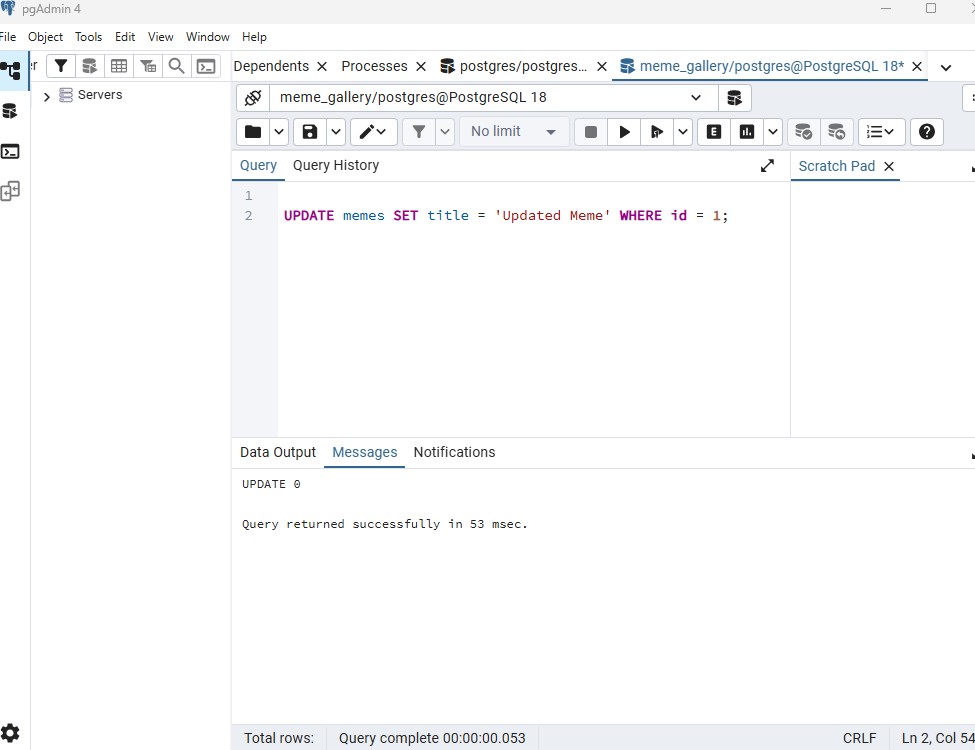 pgAdmin 4
File Object Tools Edit View Window Help
Dependents Processes postgres/postgres... meme_gallery/postgres@PostgreSQL 18*
Servers
meme_gallery/postgres@PostgreSQL 18
No limit
E
Query Query History
Scratch Pad
1
2 UPDATE memes SET title = 'Updated Meme' WHERE id = 1;
Data Output Messages Notifications
UPDATE 0
Query returned successfully in 53 msec.
Total rows: Query complete 00:00:00.053 CRLF Ln 2, Col 54